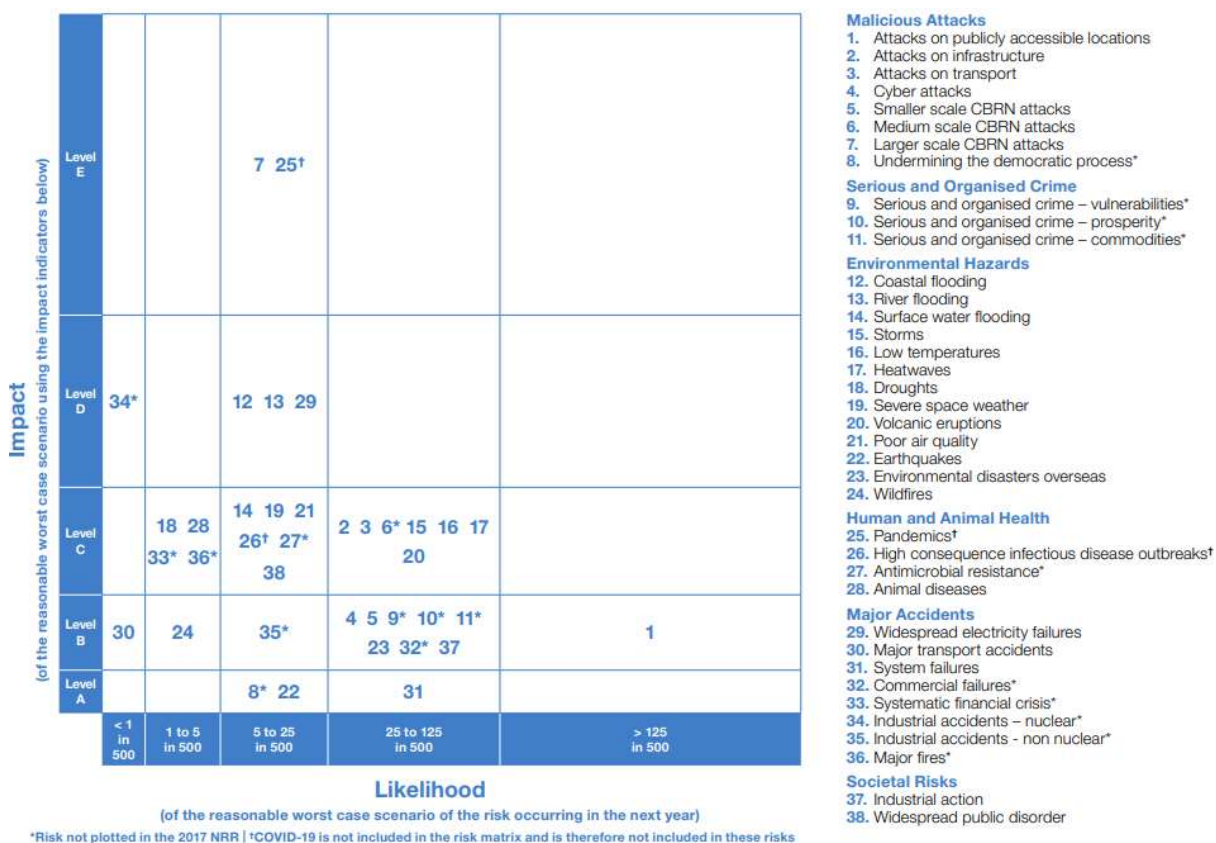 Impact
(of the reasonable worst case scenario using the impact indicators below)
Level
E
7 25†
Level
D
34*
12 13 29
Level
C
18 28
33* 36*
14 19 21
26† 27*
38
2 3 6* 15 16 17
20
Level
B
30
24
35*
4 5 9* 10* 11*
23 32* 37
1
Level
A
8* 22
31
< 1
in
500
1 to 5
in 500
5 to 25
in 500
25 to 125
in 500
> 125
in 500
Likelihood
(of the reasonable worst case scenario of the risk occurring in the next year)
*Risk not plotted in the 2017 NRR | †COVID-19 is not included in the risk matrix and is therefore not included in these risks
Malicious Attacks
1. Attacks on publicly accessible locations
2. Attacks on infrastructure
3. Attacks on transport
4. Cyber attacks
5. Smaller scale CBRN attacks
6. Medium scale CBRN attacks
7. Larger scale CBRN attacks
8. Undermining the democratic process*
Serious and Organised Crime
9. Serious and organised crime – vulnerabilities*
10. Serious and organised crime – prosperity*
11. Serious and organised crime – commodities*
Environmental Hazards
12. Coastal flooding
13. River flooding
14. Surface water flooding
15. Storms
16. Low temperatures
17. Heatwaves
18. Droughts
19. Severe space weather
20. Volcanic eruptions
21. Poor air quality
22. Earthquakes
23. Environmental disasters overseas
24. Wildfires
Human and Animal Health
25. Pandemics†
26. High consequence infectious disease outbreaks†
27. Antimicrobial resistance*
28. Animal diseases
Major Accidents
29. Widespread electricity failures
30. Major transport accidents
31. System failures
32. Commercial failures*
33. Systematic financial crisis*
34. Industrial accidents – nuclear*
35. Industrial accidents - non nuclear*
36. Major fires*
Societal Risks
37. Industrial action
38. Widespread public disorder